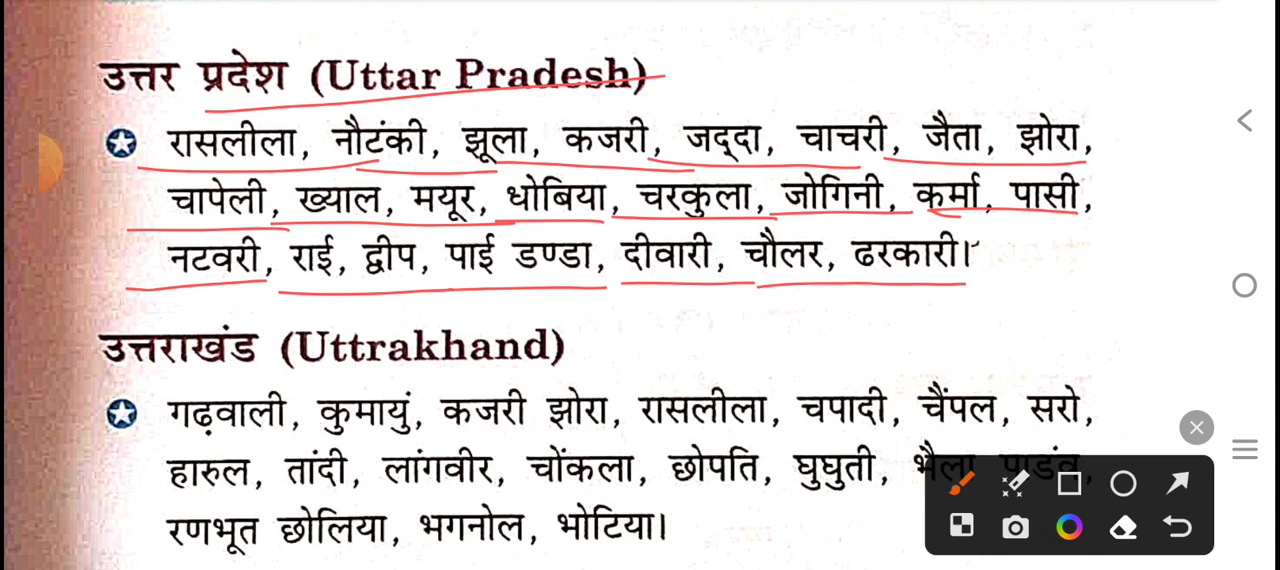 उत्तर प्रदेश (Uttar Pradesh)
रासलीला, नौटंकी, झूला, कजरी, जद्दा, चाचरी, जैता, झोरा,
चापेली, ख्याल, मयूर, धोबिया, चरकुला, जोगिनी, कर्मा, पासी,
नटवरी, राई, द्वीप, पाई डण्डा, दीवारी, चौलर, ढरकारी।
उत्तराखंड (Uttrakhand)
गढ़वाली, कुमायुं, कजरी झोरा, रासलीला, चपादी, चैंपल, सरो,
हारुल, तांदी, लांगवीर, चोंकला, छोपति, घुघुती, भैला पाडंव,
रणभूत छोलिया, भगनोल, भोटिया।